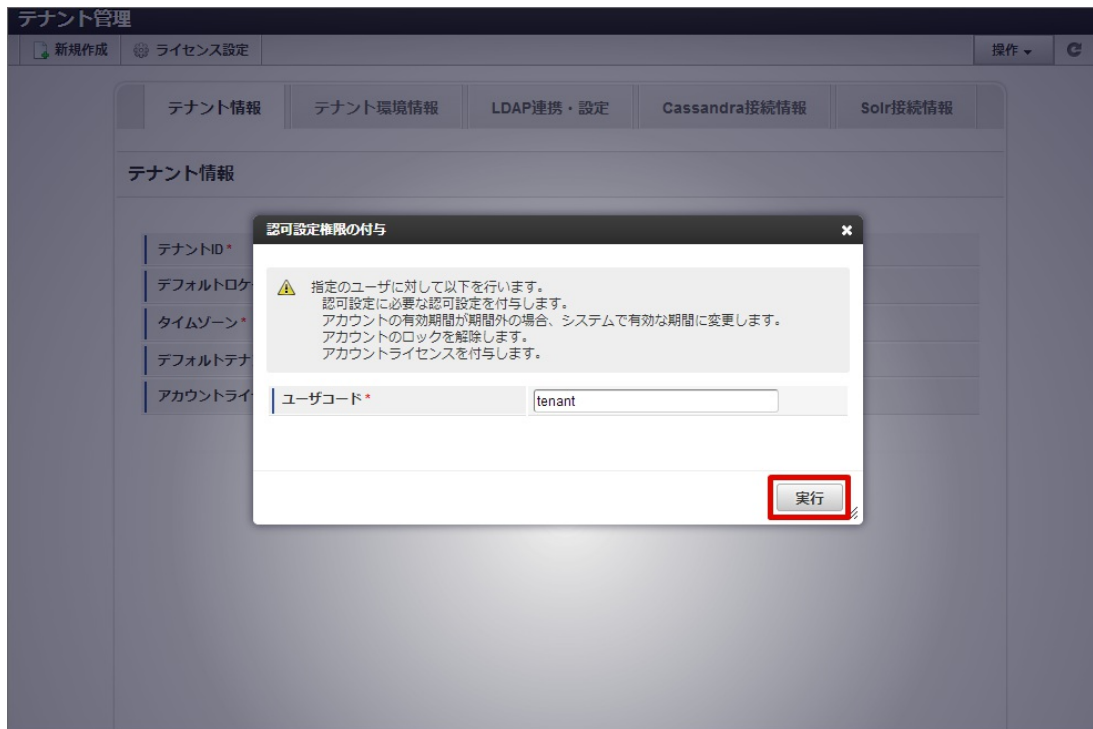 テナント管理
新規作成 ライセンス設定 操作
テナント情報 テナント環境情報 LDAP連携・設定 Cassandra接続情報 Solr接続情報
テナント情報
認可設定権限の付与
テナントID*
デフォルトロケ
タイムゾーン*
デフォルトテナ
アカウントライ
指定のユーザに対して以下を行います。
認可設定に必要な認可設定を付与します。
アカウントの有効期間が期間外の場合、システムで有効な期間に変更します。
アカウントのロックを解除します。
アカウントライセンスを付与します。
ユーザコード* tenant
実行